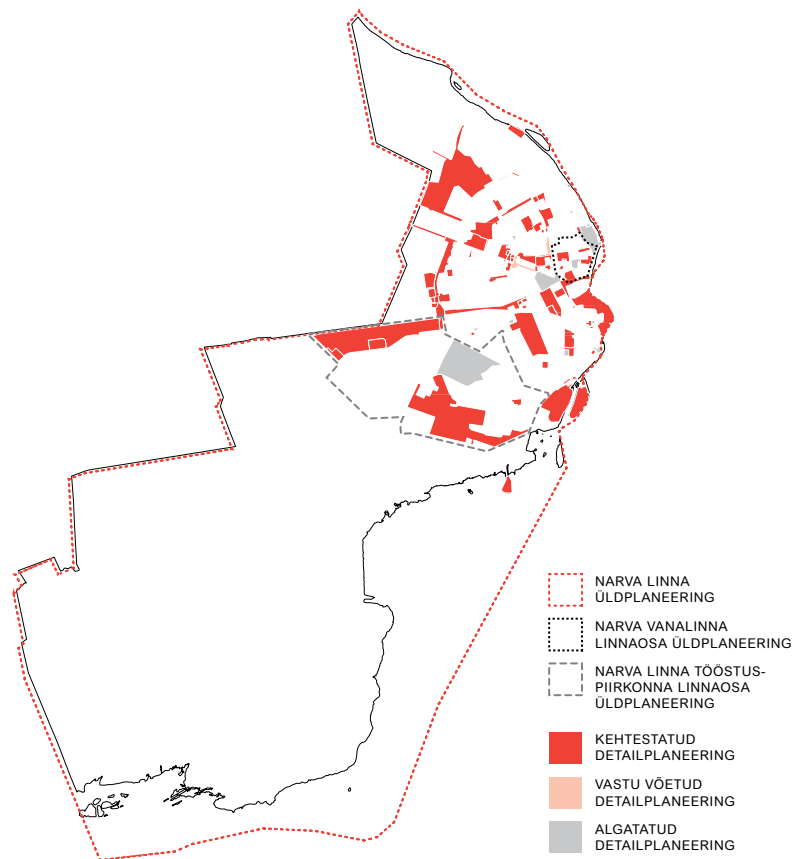 NARVA LINNA
ÜLDPLANEERING
NARVA VANALINNA
LINNAOSA ÜLDPLANEERING
NARVA LINNA TÖÖSTUS-
PIIRKONNA LINNAOSA
ÜLDPLANEERING
KEHTESTATUD
DETAILPLANEERING
VASTU VÕETUD
DETAILPLANEERING
ALGATATUD
DETAILPLANEERING